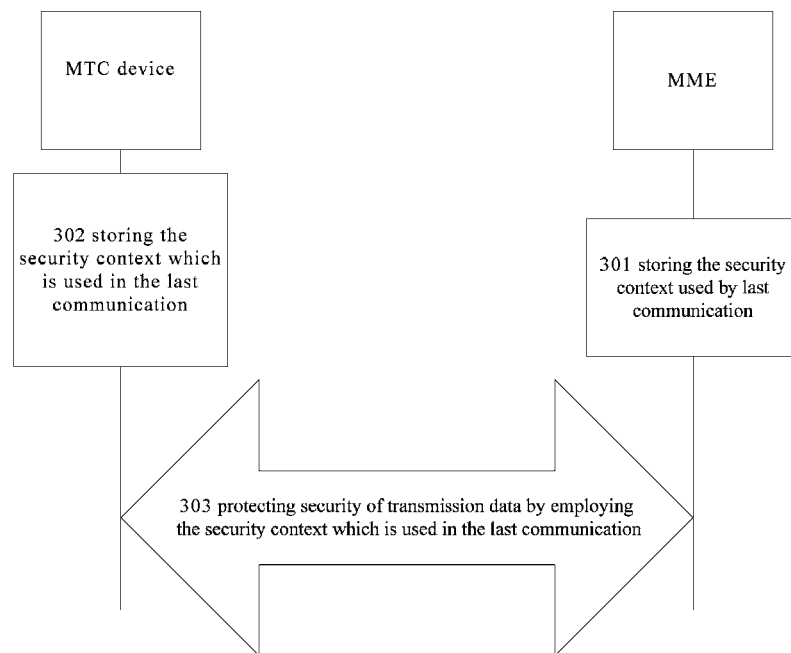 MTC device
MME
302 storing the
security context which
is used in the last
communication
301 storing the security
context used by last
communication
303 protecting security of transmission data by employing
the security context which is used in the last communication